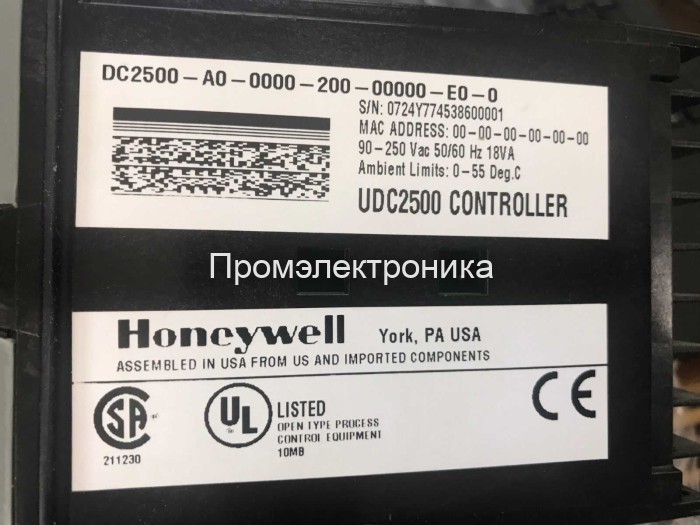 DC2500-A0-0000-200-00000-E0-0
S/N: 0724Y774538600001
MAC ADDRESS: 00-00-00-00-00-00
90-250 Vac 50/60 Hz 18VA
Ambient Limits: 0-55 Deg.C
UDC2500 CONTROLLER
Промэлектроника
Honeywell York, PA USA
ASSEMBLED IN USA FROM US AND IMPORTED COMPONENTS
SA
211230
UL
LISTED
OPEN TYPE PROCESS
CONTROL EQUIPMENT
10MB
CE